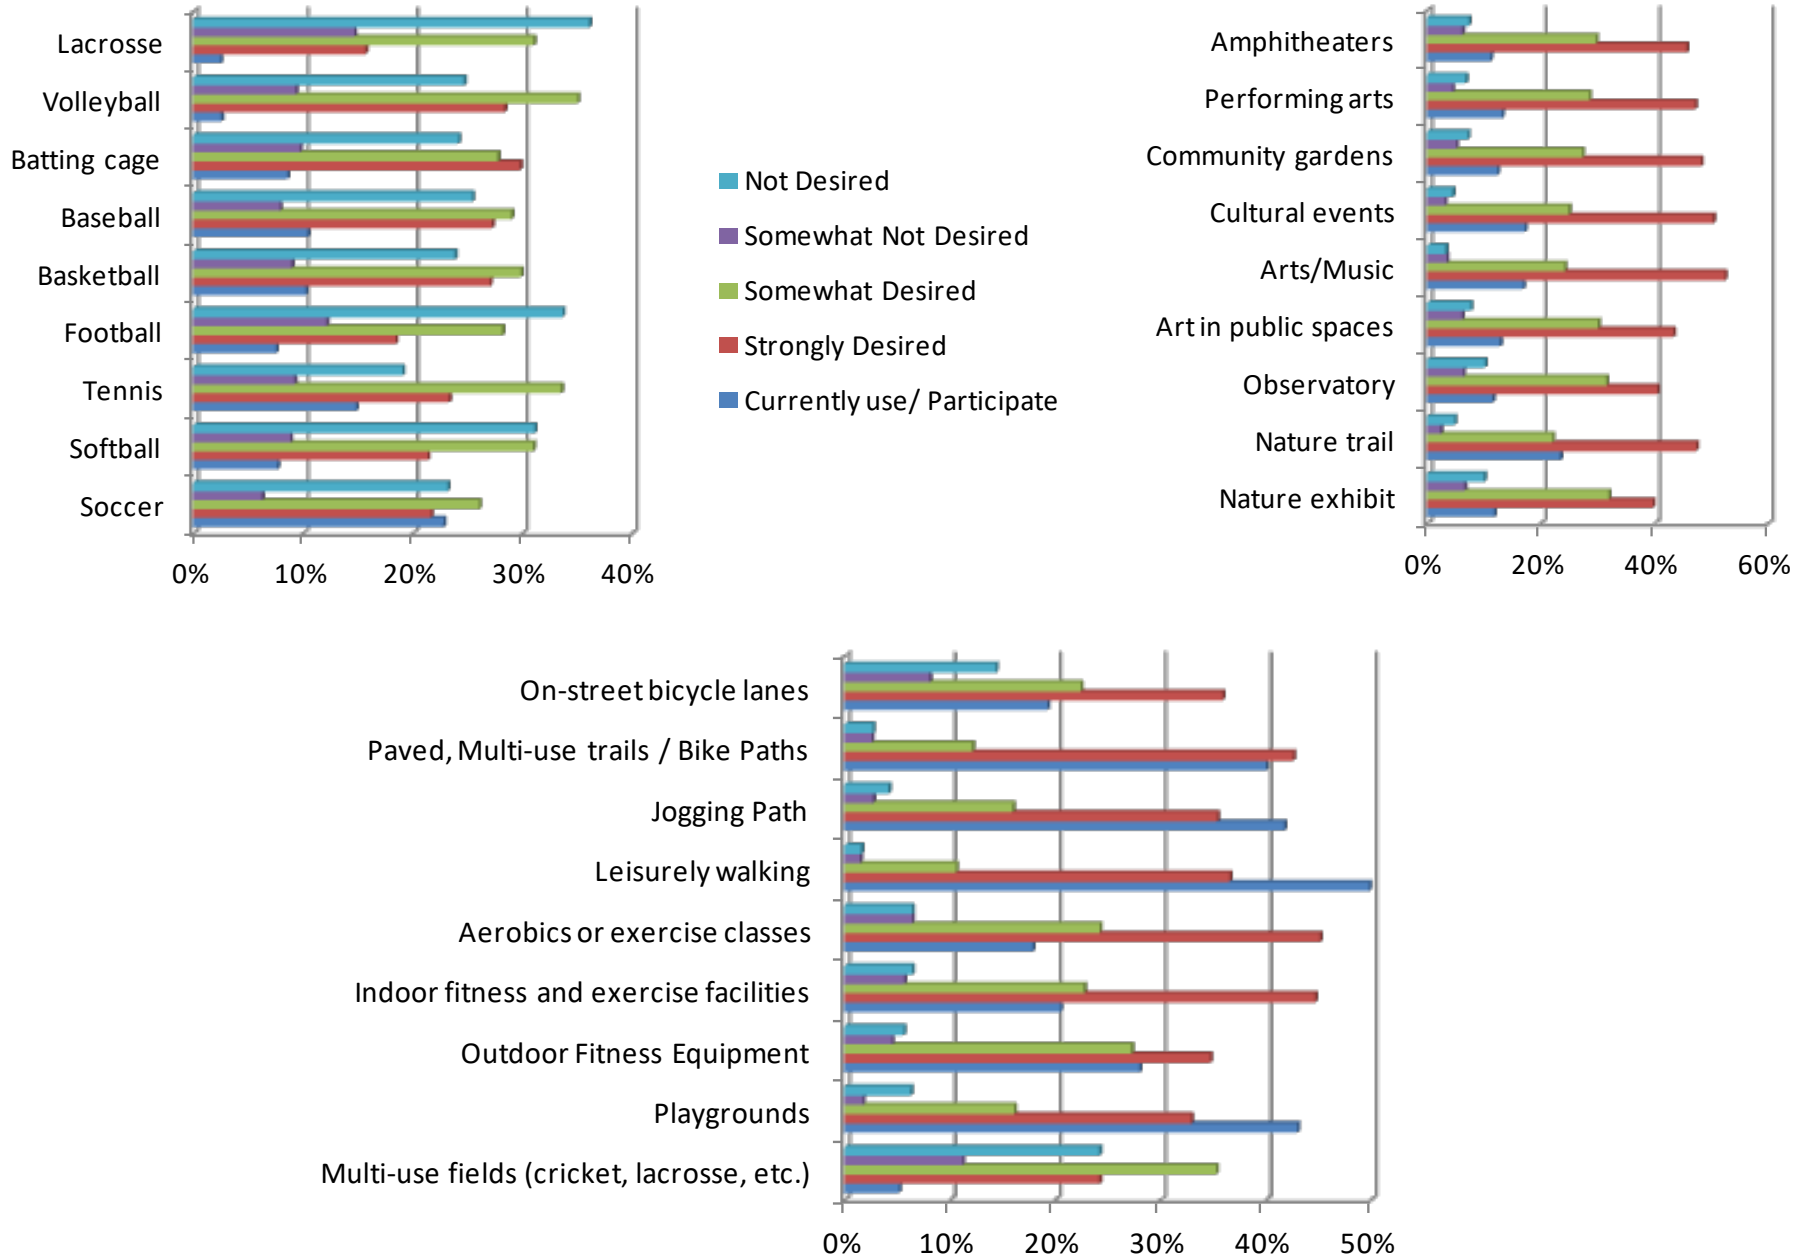 Lacrosse
Volleyball
Batting cage
Baseball
Basketball
Football
Tennis
Softball
Soccer
0% 10% 20% 30% 40%
Not Desired
Somewhat Not Desired
Somewhat Desired
Strongly Desired
Currently use/ Participate
Amphitheaters
Performing arts
Community gardens
Cultural events
Arts/Music
Art in public spaces
Observatory
Nature trail
Nature exhibit
0% 20% 40% 60%
On-street bicycle lanes
Paved, Multi-use trails / Bike Paths
Jogging Path
Leisurely walking
Aerobics or exercise classes
Indoor fitness and exercise facilities
Outdoor Fitness Equipment
Playgrounds
Multi-use fields (cricket, lacrosse, etc.)
0% 10% 20% 30% 40% 50%